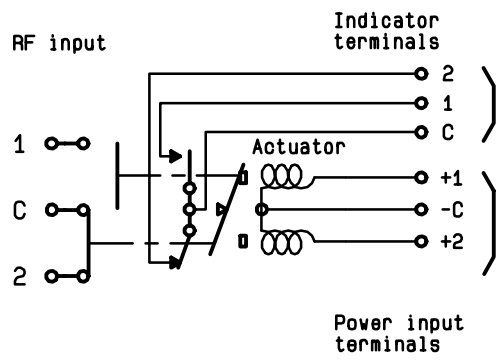 Indicator
terminals
RF input
2
1
C
Actuator
1
+1
C
-C
+2
2
Power input
terminals